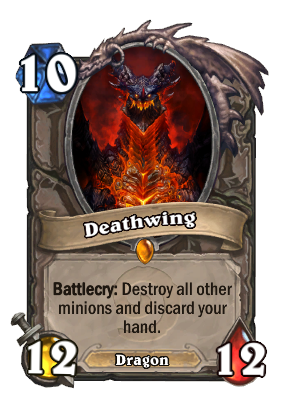 10
Deathwing
Battlecry: Destroy all other
minions and discard your
hand.
12
Dragon
12